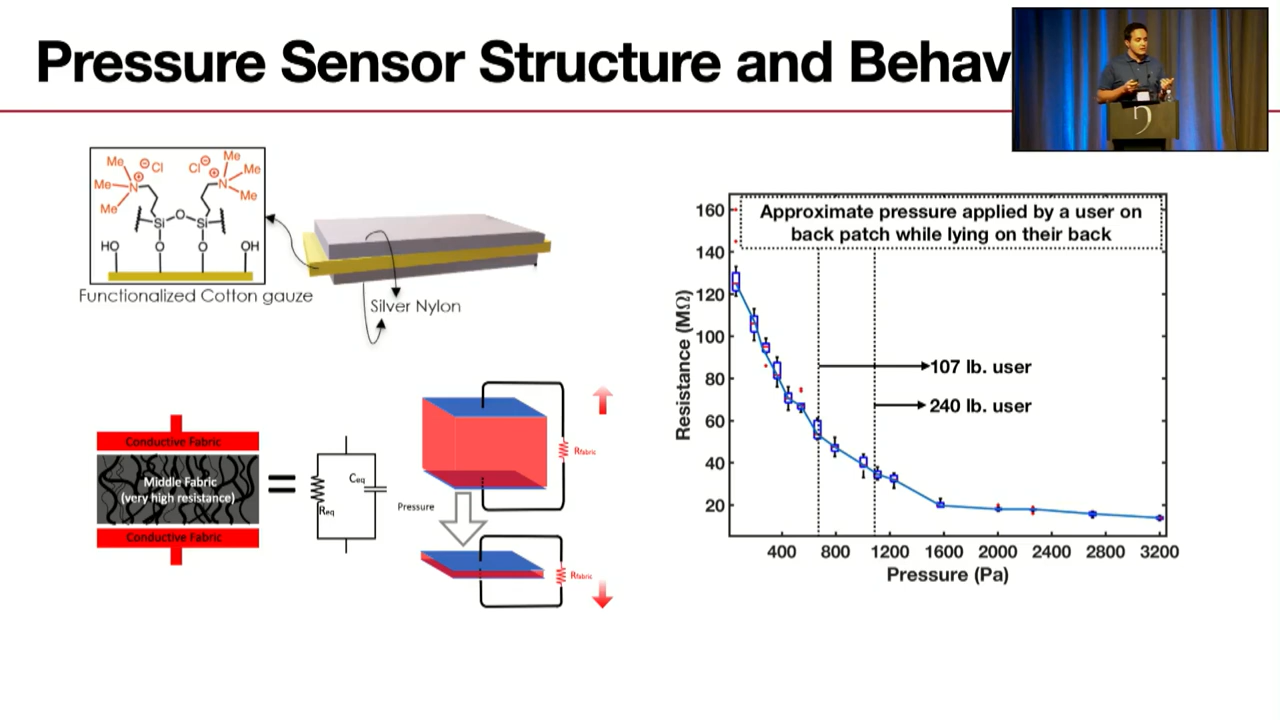 Pressure Sensor Structure and Behav
Me
Me
Me
N
⊕
⊖
Cl
Cl
⊖
⊕
N
Me
Me
Me
Si
O
Si
HO
O
O
OH
Functionalized Cotton gauze
Silver Nylon
Conductive Fabric
Middle Fabric
(very high resistance)
Conductive Fabric
=
Req
Ceq
Pressure
Rfabric
Rfabric
Approximate pressure applied by a user on
back patch while lying on their back
107 lb. user
240 lb. user
Resistance (MΩ)
160
140
120
100
80
60
40
20
400 800 1200 1600 2000 2400 2800 3200
Pressure (Pa)